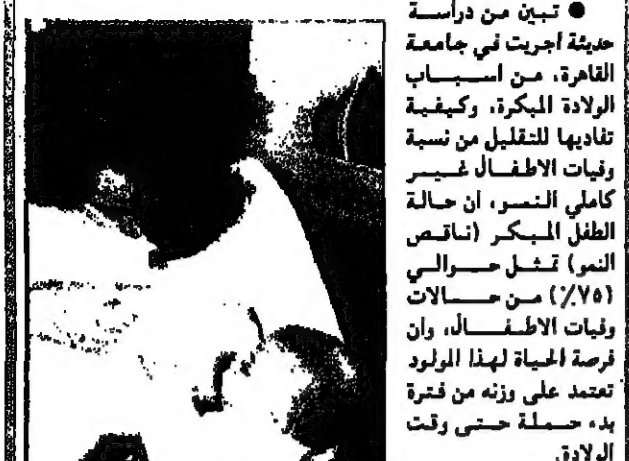 ● تبين من دراسة
حديثة أجريت في جامعة
القاهرة، من اسباب
الولادة المبكرة، وكيفية
تفاديها للتقليل من نسبة
وفيات الاطفال غير
كاملي النمو، ان حالة
الطفل المبكر (ناقص
النمو) تمثل حوالي
(٧٥٪) من حالات
وفيات الاطفال، وان
فرصة الحياة لهذا المولود
تعتمد على وزنه من فترة
بدء حملة حتى وقت
الولادة.